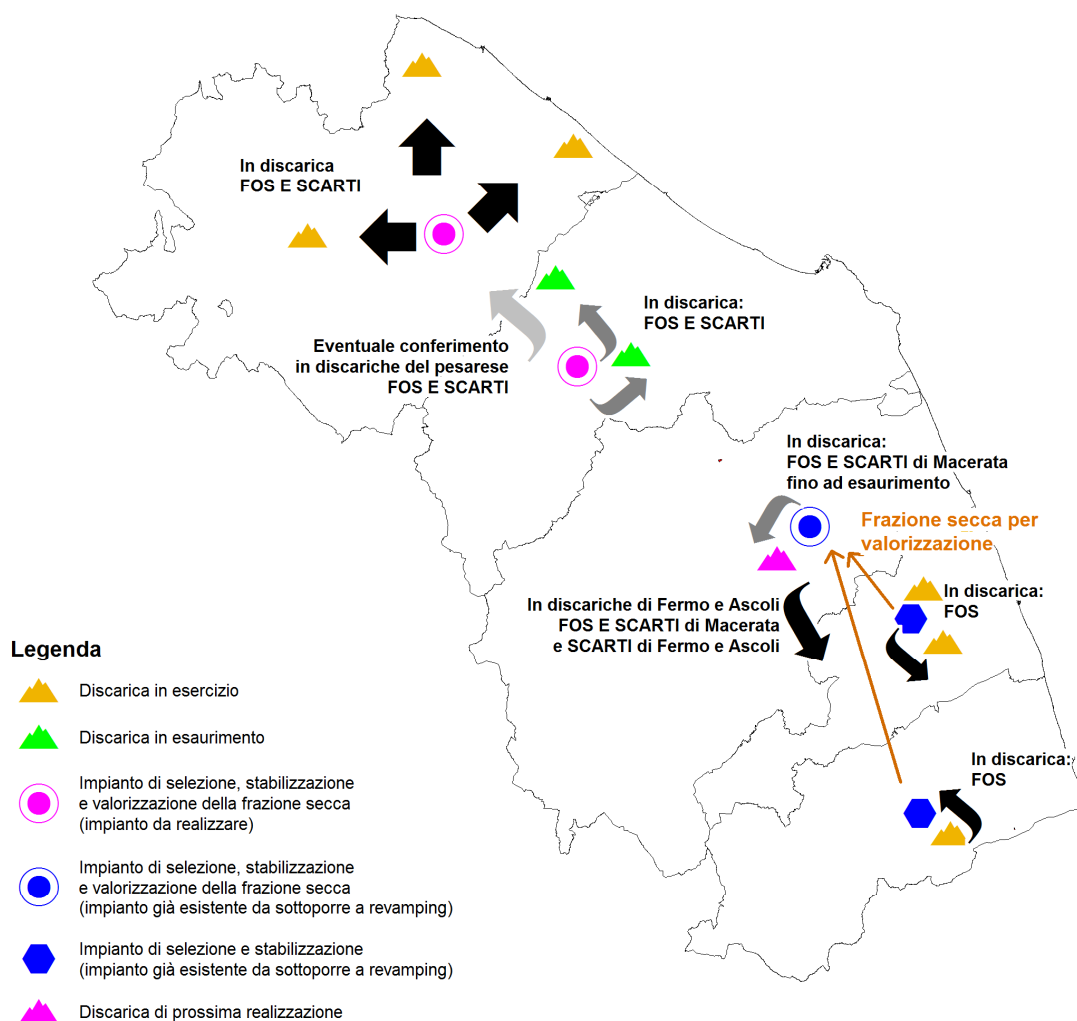 In discarica
FOS E SCARTI
In discarica:
FOS E SCARTI
Eventuale conferimento
in discariche del pesarese
FOS E SCARTI
In discarica:
FOS E SCARTI di Macerata
fino ad esaurimento
Frazione secca per
valorizzazione
In discarica:
FOS
In discariche di Fermo e Ascoli
FOS E SCARTI di Macerata
e SCARTI di Fermo e Ascoli
In discarica:
FOS
Legenda
Discarica in esercizio
Discarica in esaurimento
Impianto di selezione, stabilizzazione
e valorizzazione della frazione secca
(impianto da realizzare)
Impianto di selezione, stabilizzazione
e valorizzazione della frazione secca
(impianto già esistente da sottoporre a revamping)
Impianto di selezione e stabilizzazione
(impianto già esistente da sottoporre a revamping)
Discarica di prossima realizzazione